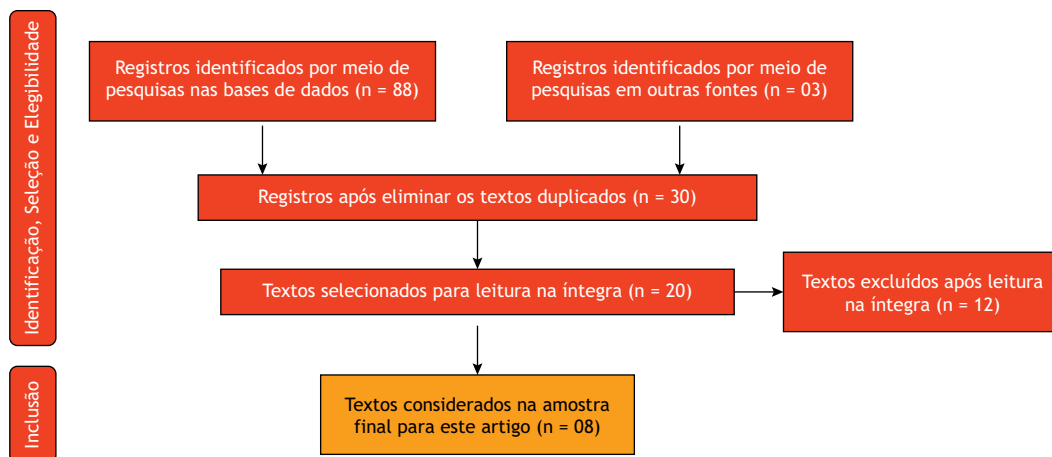 Identificação, Seleção e Elegibilidade
Registros identificados por meio de
pesquisas nas bases de dados (n = 88)
Registros identificados por meio de
pesquisas em outras fontes (n = 03)
Registros após eliminar os textos duplicados (n = 30)
Textos selecionados para leitura na íntegra (n = 20)
Textos excluídos após leitura
na íntegra (n = 12)
Inclusão
Textos considerados na amostra
final para este artigo (n = 08)